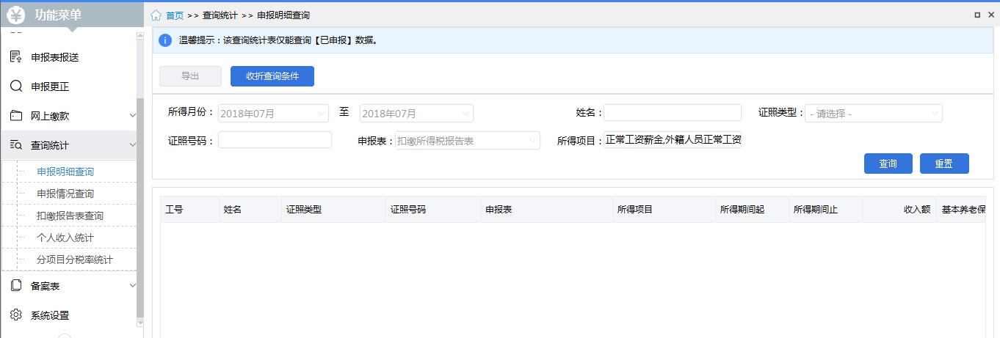 功能菜单
首页 >> 查询统计 >> 申报明细查询
温馨提示：该查询统计表仅能查询【已申报】数据。
申报表报送
申报更正
网上缴款
查询统计
申报明细查询
申报情况查询
扣缴报告表查询
个人收入统计
分项目分税率统计
备案表
系统设置
导出 收折查询条件
所得月份： 2018年07月 至 2018年07月 姓名： 证照类型： - 请选择 -
证照号码： 申报表： 扣缴所得税报告表 所得项目： 正常工资薪金,外籍人员正常工资
查询 重置
工号 姓名 证照类型 证照号码 申报表 所得项目 所得期间起 所得期间止 收入额 基本养老保